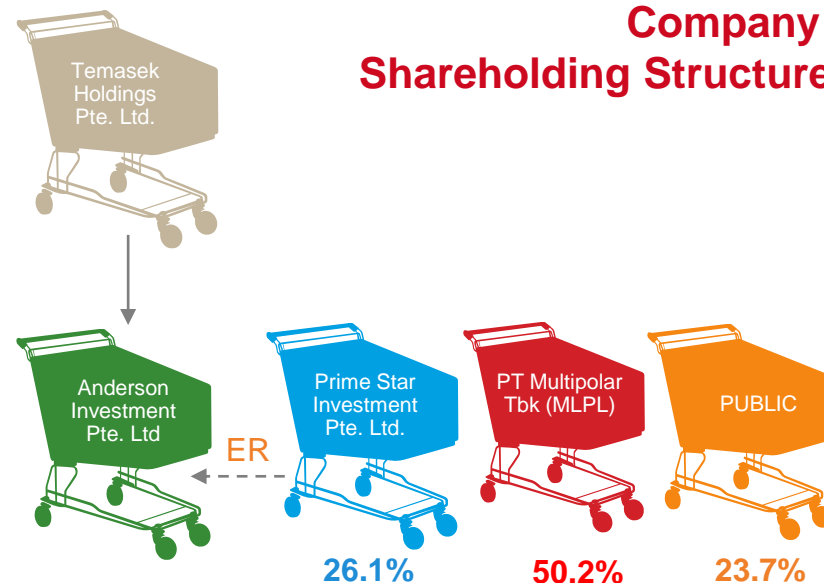 Company
Shareholding Structure
Temasek
Holdings
Pte. Ltd.
Anderson
Investment
Pte. Ltd
ER
Prime Star
Investment
Pte. Ltd.
PT Multipolar
Tbk (MLPL)
PUBLIC
26.1%
50.2%
23.7%